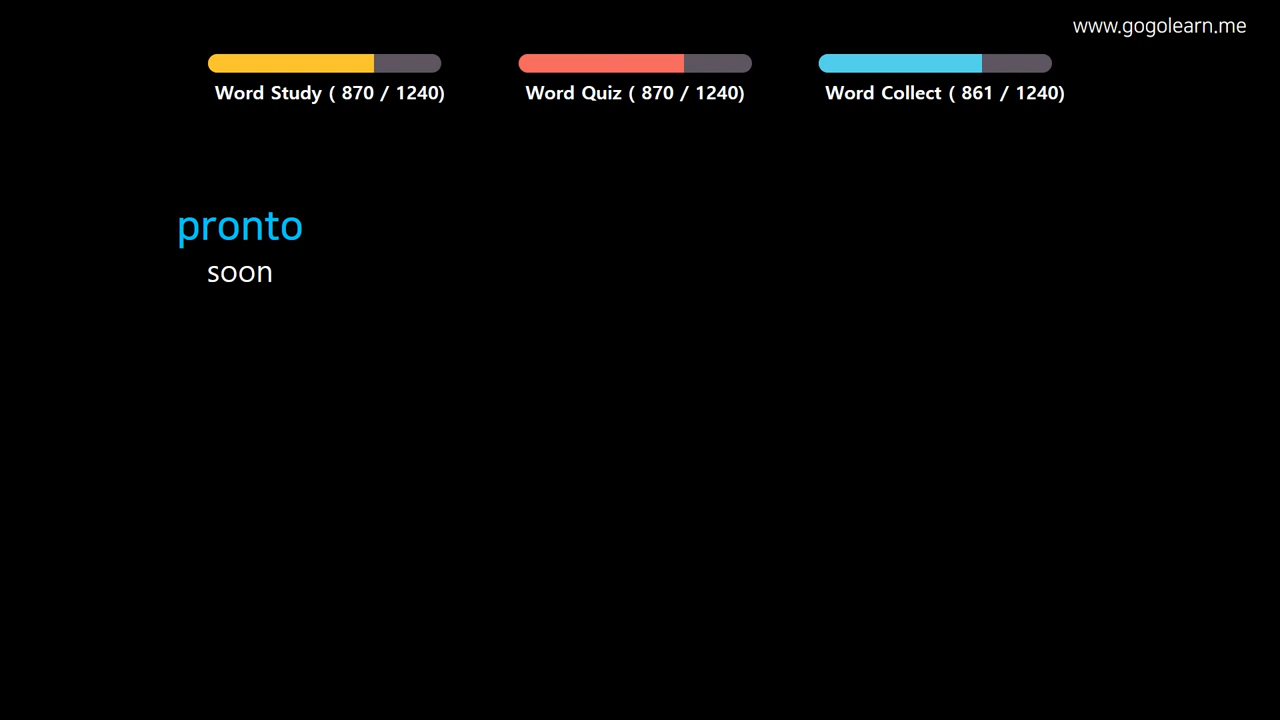 www.gogolearn.me
Word Study ( 870 / 1240)
Word Quiz ( 870 / 1240)
Word Collect ( 861 / 1240)
pronto
soon